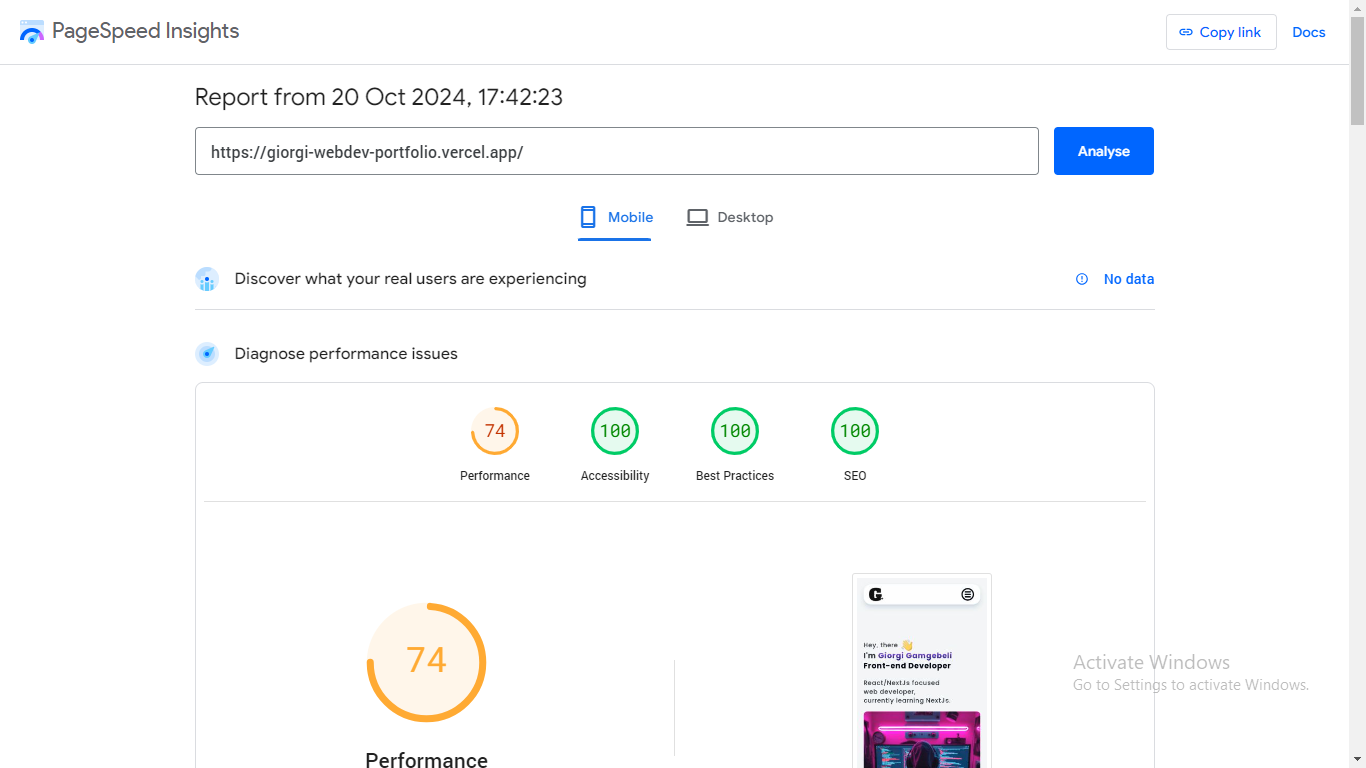 PageSpeed Insights
Copy link
Docs
Report from 20 Oct 2024, 17:42:23
https://giorgi-webdev-portfolio.vercel.app/
Analyse
Mobile
Desktop
Discover what your real users are experiencing
No data
Diagnose performance issues
74
100
100
100
Performance
Accessibility
Best Practices
SEO
74
Performance
G
Hey, there 👋
I'm Giorgi Gamgebeli
Front-end Developer
React/NextJs focused
web developer,
currently learning NextJs.
Activate Windows
Go to Settings to activate Windows.